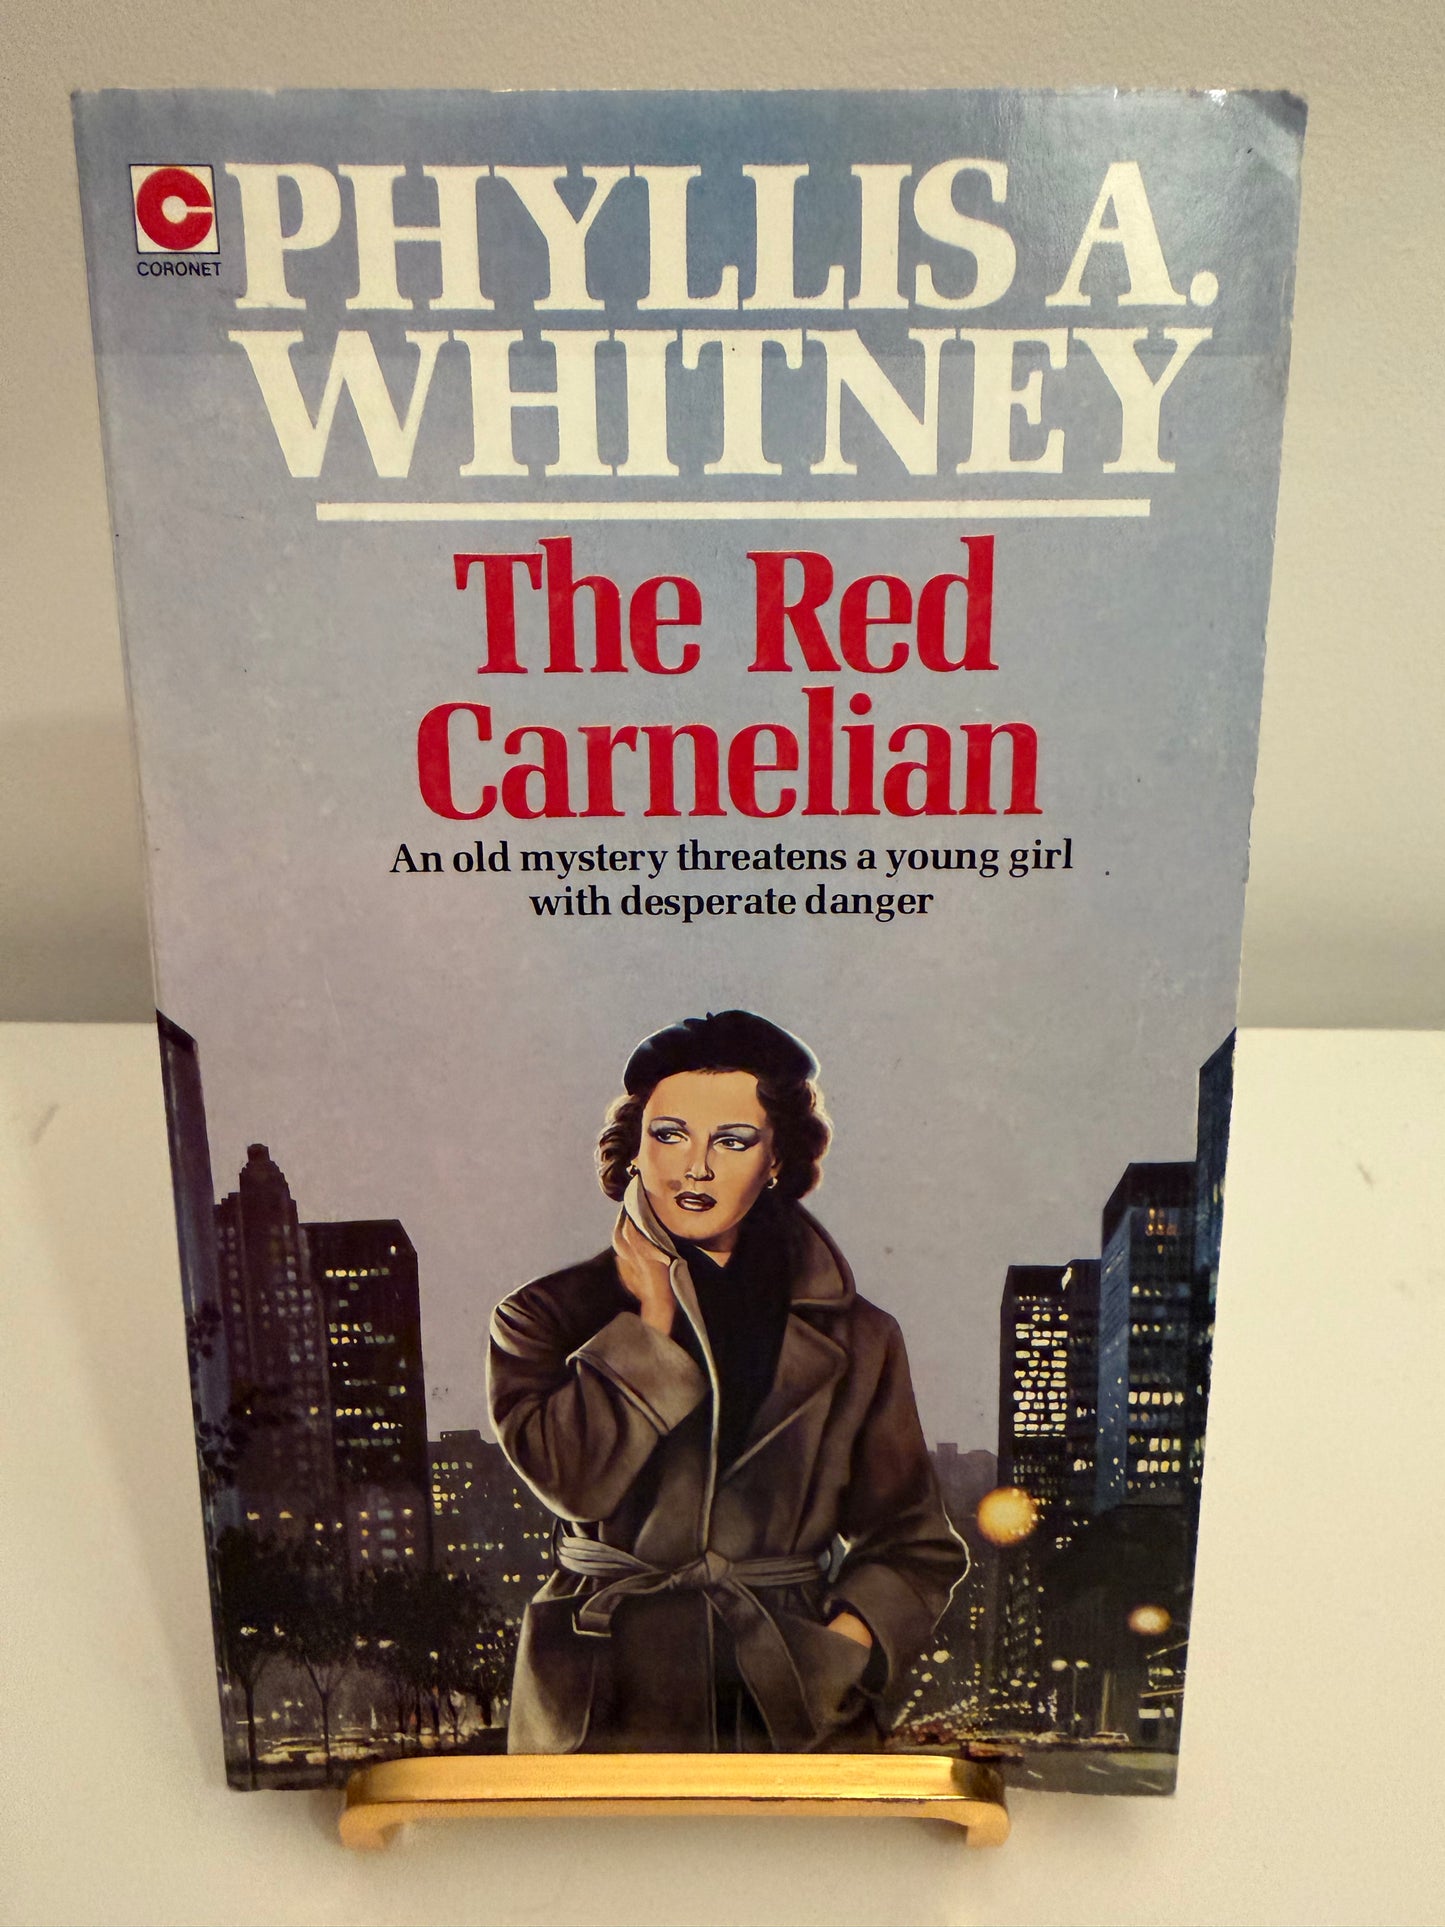 CORONET
PHYLLIS A.
WHITNEY
The Red
Carnelian
An old mystery threatens a young girl
with desperate danger